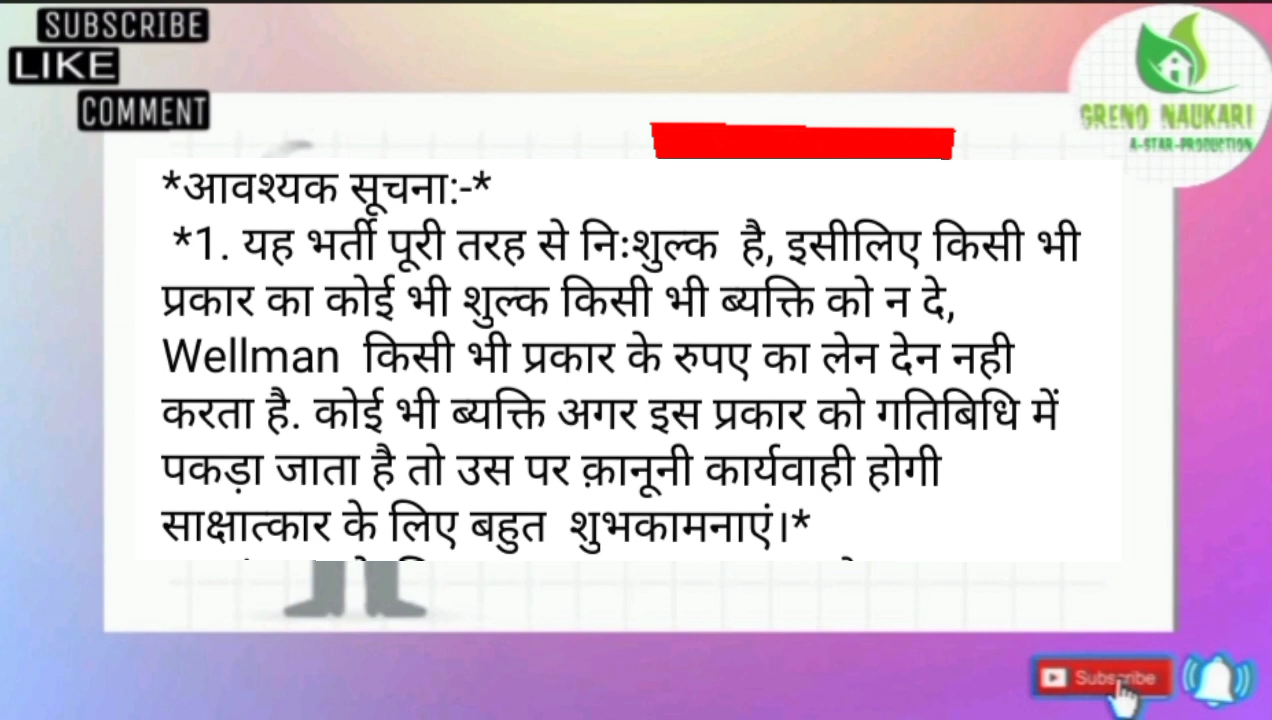 SUBSCRIBE
LIKE
COMMENT
GRENO NAUKARI
A-STAR-PRODUCTION
*आवश्यक सूचना:-*
*1. यह भर्ती पूरी तरह से निःशुल्क है, इसीलिए किसी भी
प्रकार का कोई भी शुल्क किसी भी ब्यक्ति को न दे,
Wellman किसी भी प्रकार के रुपए का लेन देन नही
करता है. कोई भी ब्यक्ति अगर इस प्रकार को गतिबिधि में
पकड़ा जाता है तो उस पर क़ानूनी कार्यवाही होगी
साक्षात्कार के लिए बहुत शुभकामनाएं।*
Subscribe